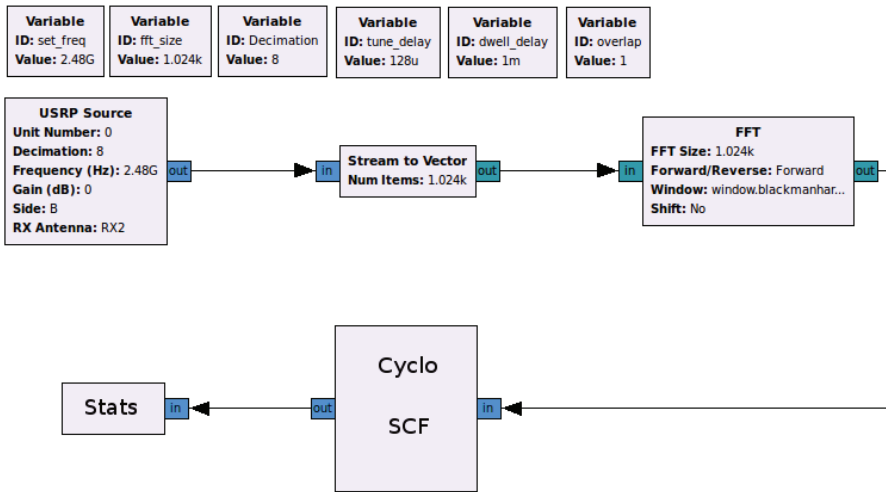 Variable
ID: set_freq
Value: 2.48G
Variable
ID: fft_size
Value: 1.024k
Variable
ID: Decimation
Value: 8
Variable
ID: tune_delay
Value: 128u
Variable
ID: dwell_delay
Value: 1m
Variable
ID: overlap
Value: 1
USRP Source
Unit Number: 0
Decimation: 8
Frequency (Hz): 2.48G
Gain (dB): 0
Side: B
RX Antenna: RX2
out
in
Stream to Vector
Num Items: 1.024k
out
in
FFT
FFT Size: 1.024k
Forward/Reverse: Forward
Window: window.blackmanhar...
Shift: No
out
Stats
in
out
Cyclo
SCF
in